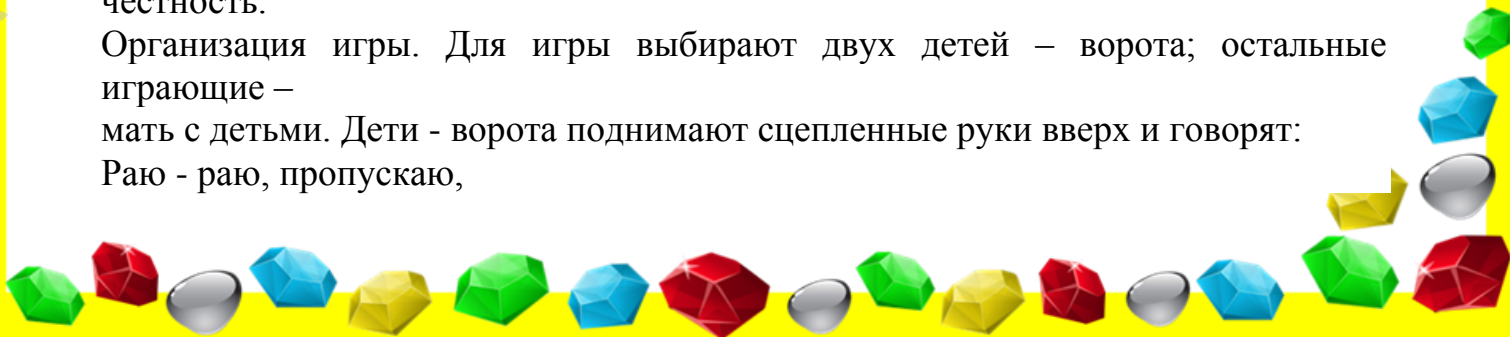 честность.
Организация игры. Для игры выбирают двух детей – ворота; остальные
играющие –
мать с детьми. Дети - ворота поднимают сцепленные руки вверх и говорят:
Раю - раю, пропускаю,